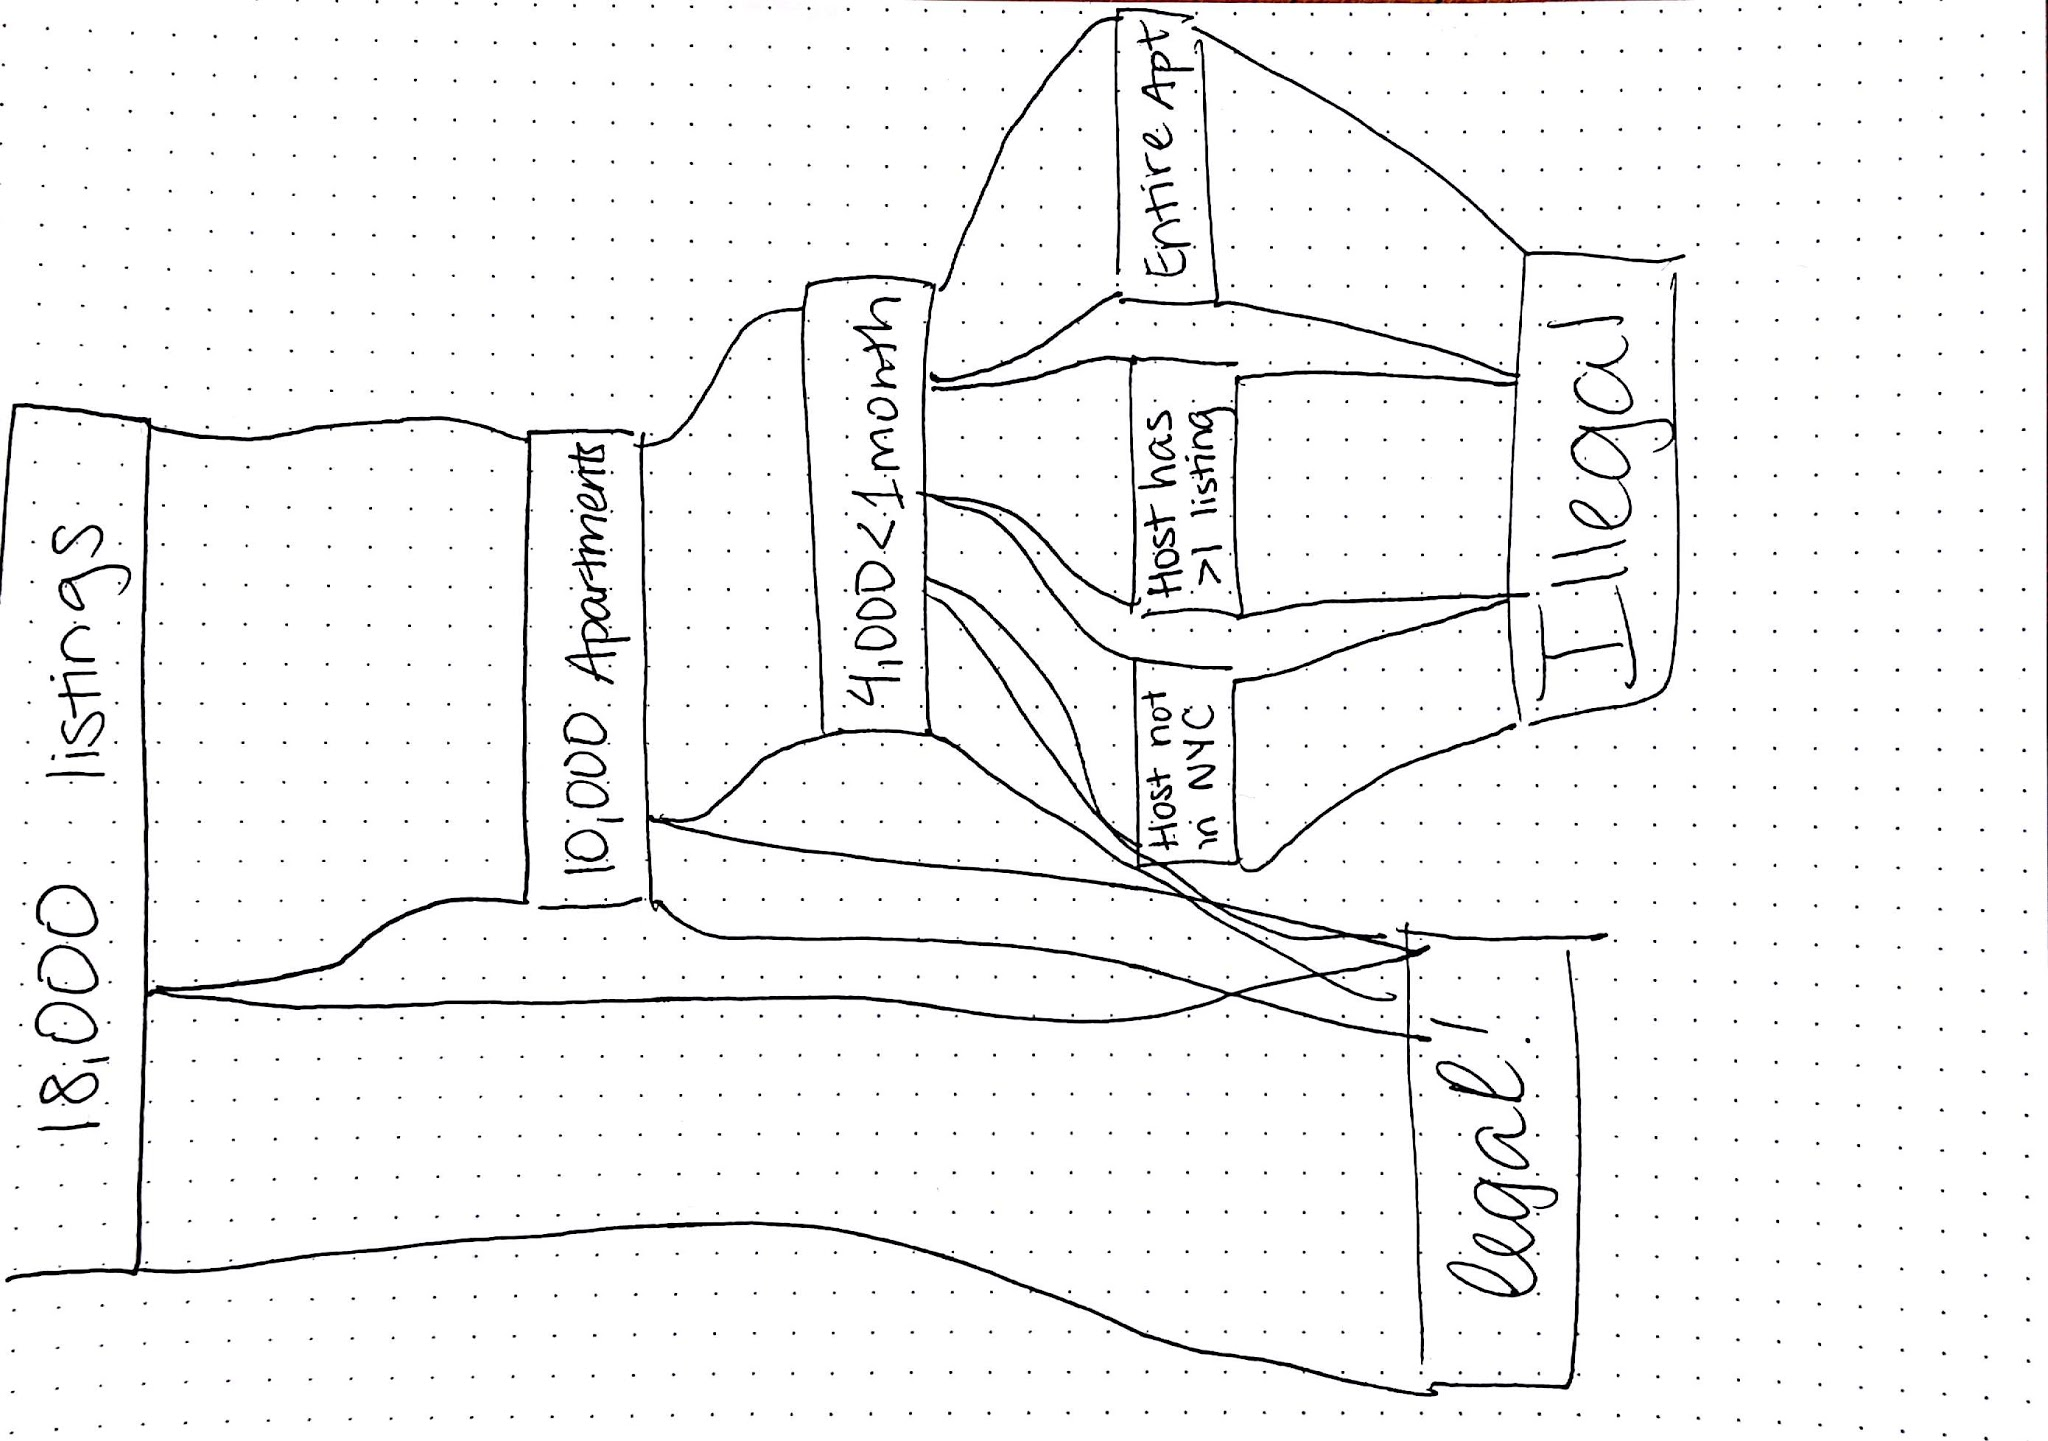 18,000 listings
10,000 Apartments
4,000 < 1 month
Entire Apt
Host has
>1 listing
Host not
in NYC
Illegal
legal!